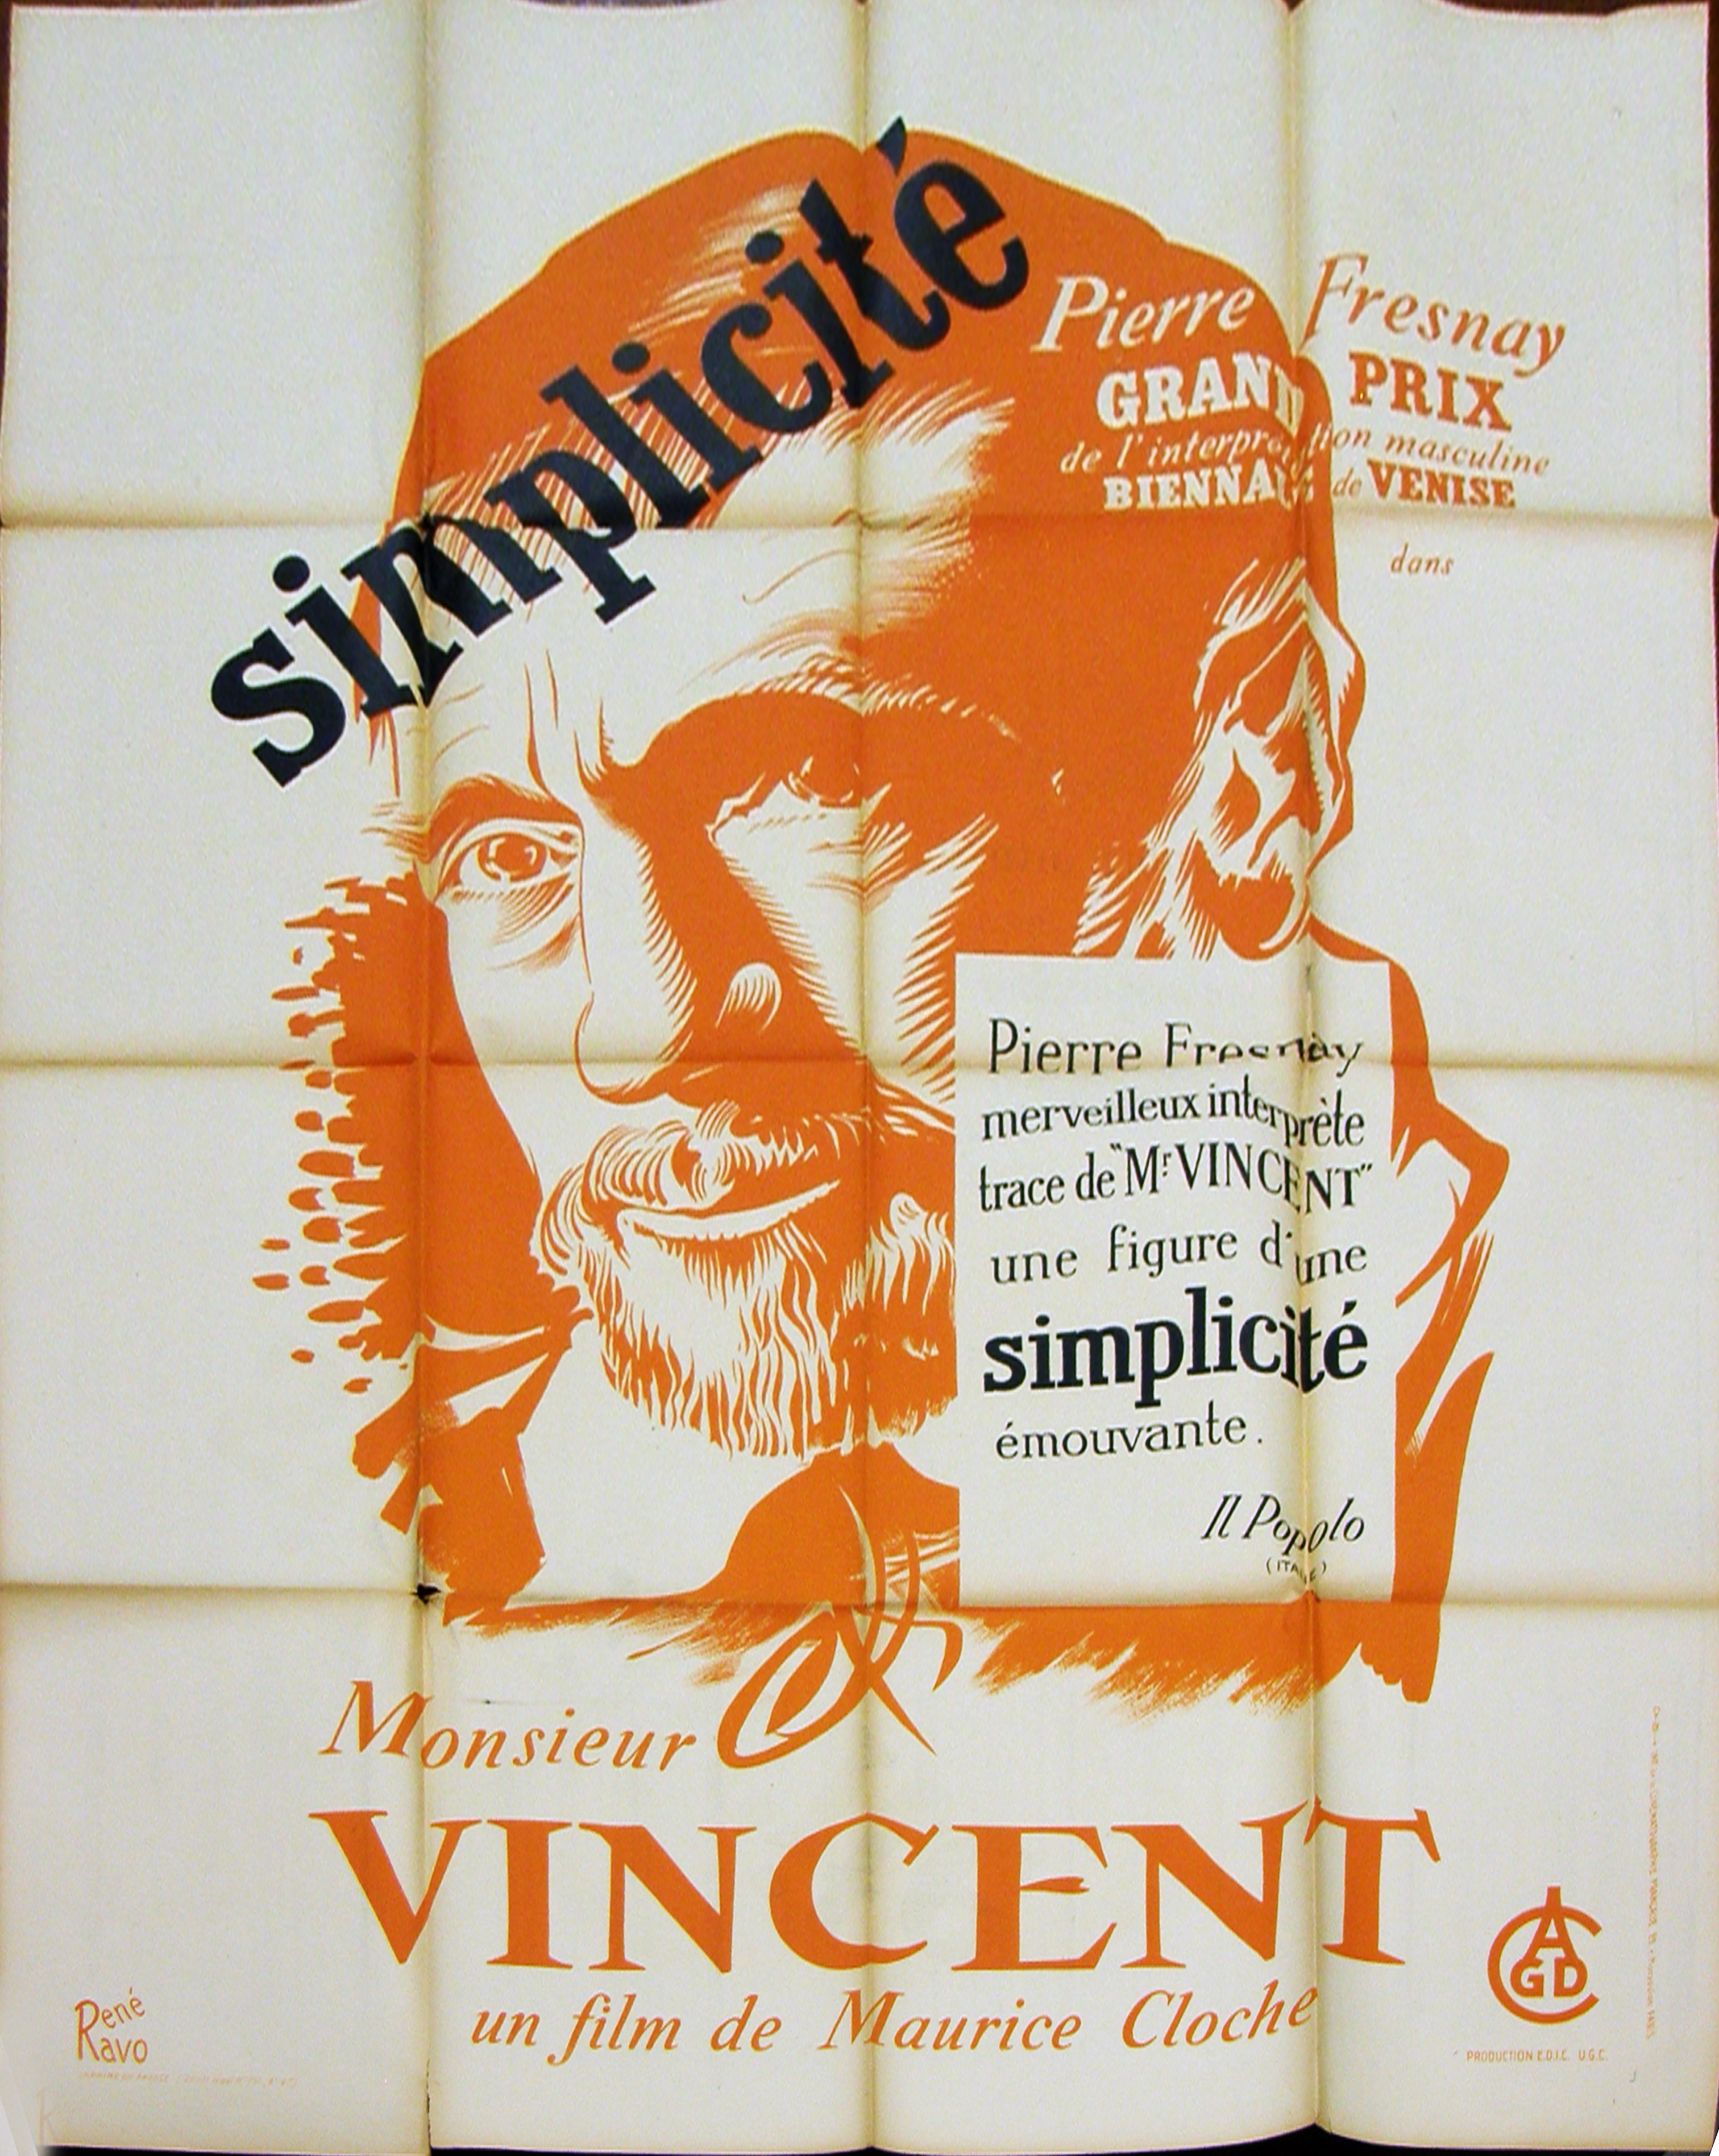 simplicité
Pierre Fresnay
GRAND PRIX
de l'interprétation masculine
BIENNALE de VENISE
dans
Pierre Fresnay
merveilleux interprète
trace de "Mr VINCENT"
une figure d'une
simplicité
émouvante.
Il Popolo
(ITALIE)
Monsieur
VINCENT
un film de Maurice Cloche
René
Ravo
AGDC
PRODUCTION E.D.I.C. U.G.C.